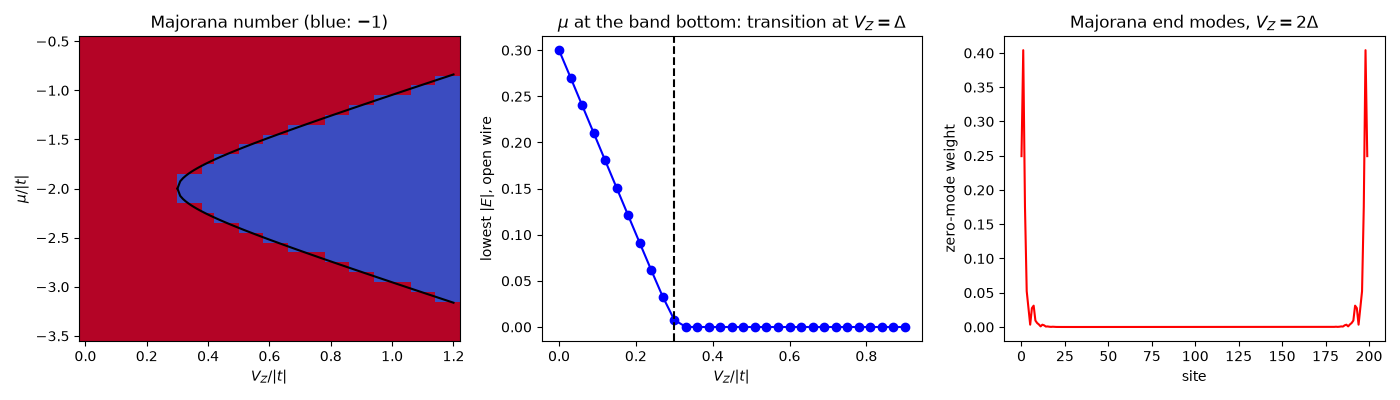 Majorana number (blue: −1)
μ/|t|
−0.5
−1.0
−1.5
−2.0
−2.5
−3.0
−3.5
0.0 0.2 0.4 0.6 0.8 1.0 1.2
V_Z/|t|
μ at the band bottom: transition at V_Z = Δ
lowest |E|, open wire
0.30
0.25
0.20
0.15
0.10
0.05
0.00
0.0 0.2 0.4 0.6 0.8
V_Z/|t|
Majorana end modes, V_Z = 2Δ
zero-mode weight
0.40
0.35
0.30
0.25
0.20
0.15
0.10
0.05
0.00
0 25 50 75 100 125 150 175 200
site